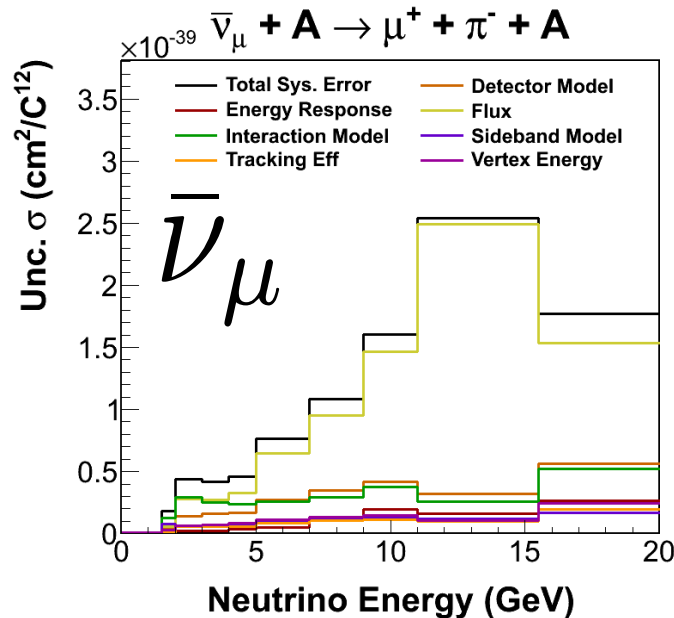 ν̄μ + A → μ+ + π- + A
×10^-39
Total Sys. Error
Energy Response
Interaction Model
Tracking Eff
Detector Model
Flux
Sideband Model
Vertex Energy
ν̄μ
Unc. σ (cm²/C¹²)
3.5
3
2.5
2
1.5
1
0.5
0
0 5 10 15 20
Neutrino Energy (GeV)